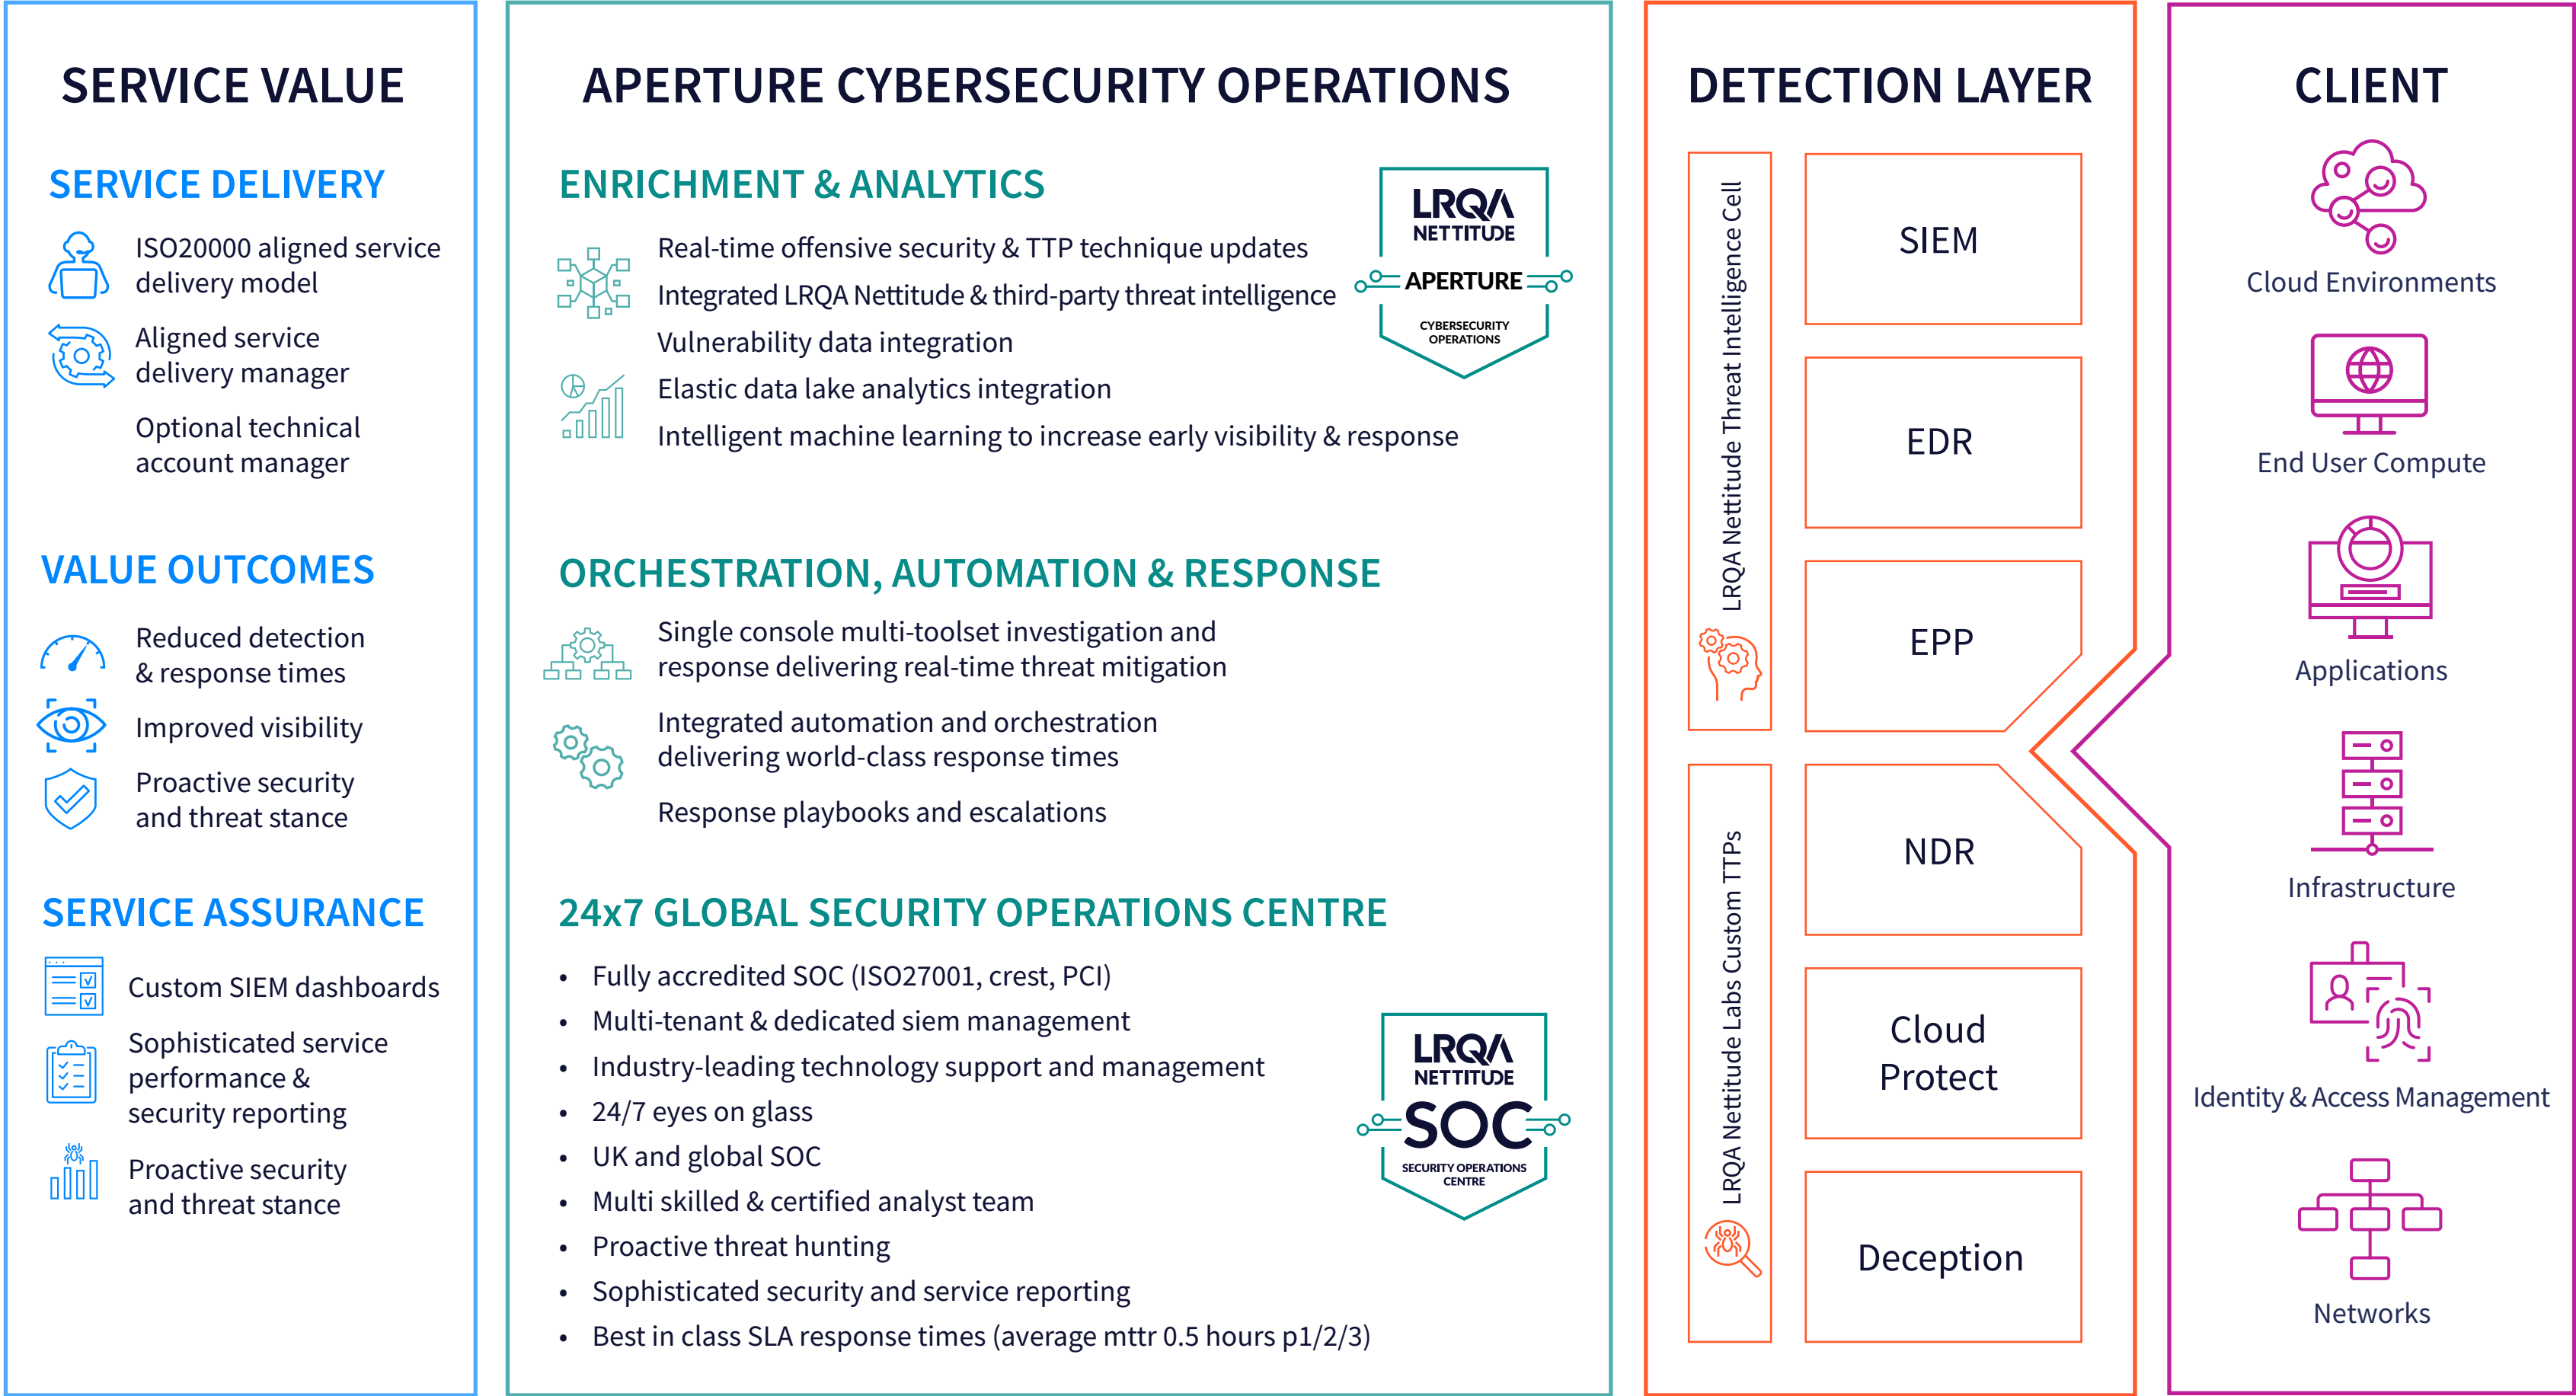 SERVICE VALUE
SERVICE DELIVERY
ISO20000 aligned service
delivery model
Aligned service
delivery manager
Optional technical
account manager
VALUE OUTCOMES
Reduced detection
& response times
Improved visibility
Proactive security
and threat stance
SERVICE ASSURANCE
Custom SIEM dashboards
Sophisticated service
performance &
security reporting
Proactive security
and threat stance
APERTURE CYBERSECURITY OPERATIONS
ENRICHMENT & ANALYTICS
Real-time offensive security & TTP technique updates
Integrated LRQA Nettitude & third-party threat intelligence
Vulnerability data integration
Elastic data lake analytics integration
Intelligent machine learning to increase early visibility & response
LRQA
NETTITUDE
APERTURE
CYBERSECURITY
OPERATIONS
ORCHESTRATION, AUTOMATION & RESPONSE
Single console multi-toolset investigation and
response delivering real-time threat mitigation
Integrated automation and orchestration
delivering world-class response times
Response playbooks and escalations
24x7 GLOBAL SECURITY OPERATIONS CENTRE
• Fully accredited SOC (ISO27001, crest, PCI)
• Multi-tenant & dedicated siem management
• Industry-leading technology support and management
• 24/7 eyes on glass
• UK and global SOC
• Multi skilled & certified analyst team
• Proactive threat hunting
• Sophisticated security and service reporting
• Best in class SLA response times (average mttr 0.5 hours p1/2/3)
LRQA
NETTITUDE
SOC
SECURITY OPERATIONS
CENTRE
DETECTION LAYER
LRQA Nettitude Threat Intelligence Cell
LRQA Nettitude Labs Custom TTPs
SIEM
EDR
EPP
NDR
Cloud
Protect
Deception
CLIENT
Cloud Environments
End User Compute
Applications
Infrastructure
Identity & Access Management
Networks